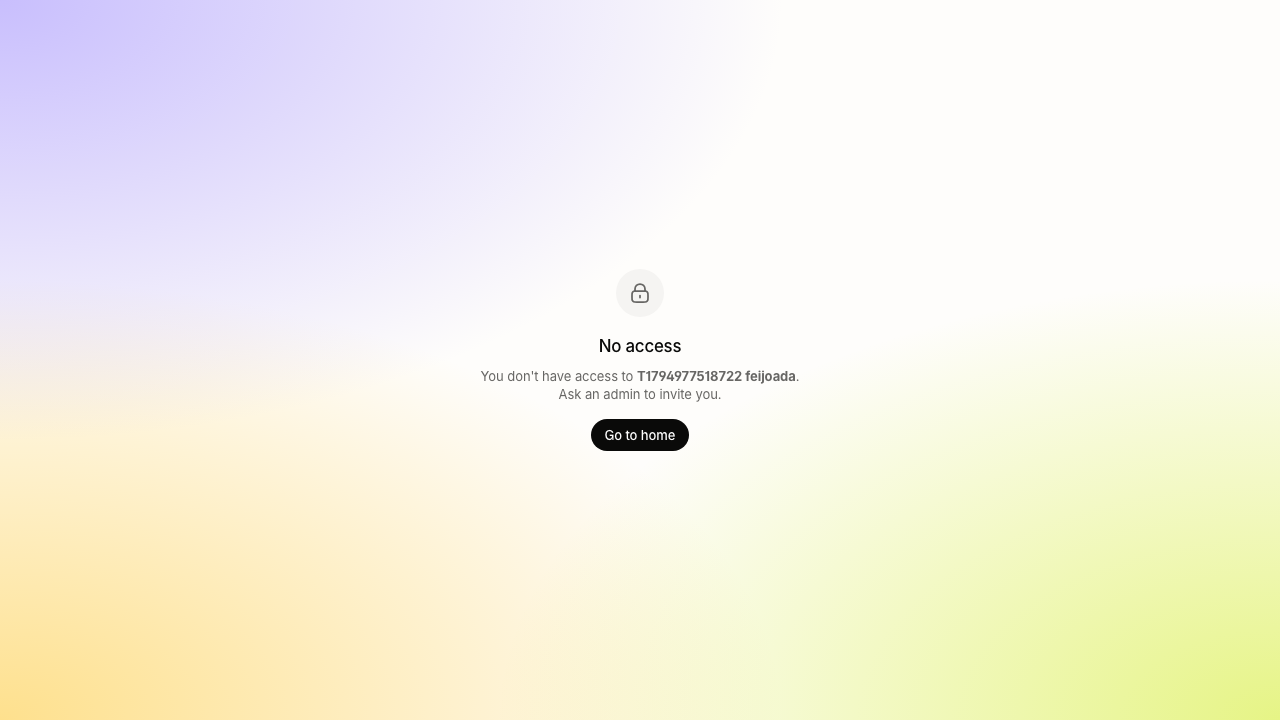 No access
You don't have access to T1794977518722 feijoada.
Ask an admin to invite you.
Go to home